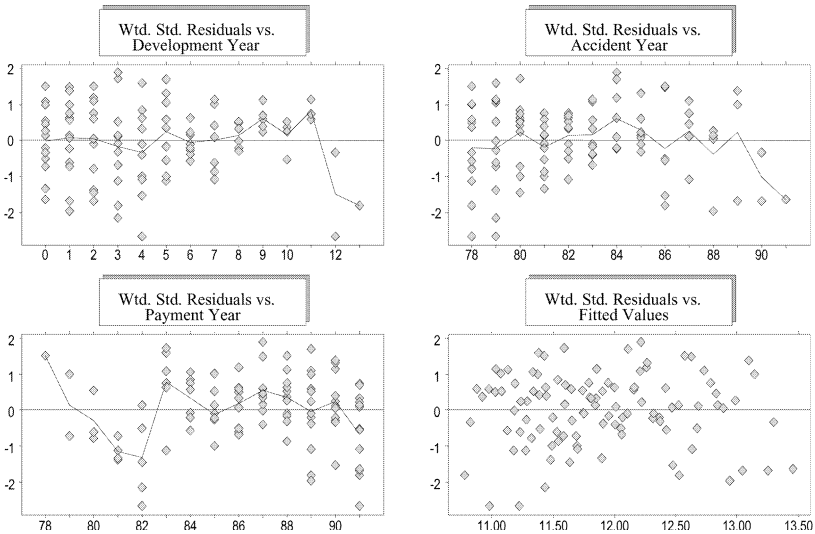 Wtd. Std. Residuals vs.
Development Year
Wtd. Std. Residuals vs.
Accident Year
2
1
0
-1
-2
0 1 2 3 4 5 6 7 8 9 10 12
2
1
0
-1
-2
78 80 82 84 86 88 90
Wtd. Std. Residuals vs.
Payment Year
Wtd. Std. Residuals vs.
Fitted Values
2
1
0
-1
-2
78 80 82 84 86 88 90
2
1
0
-1
-2
11.00 11.50 12.00 12.50 13.00 13.50